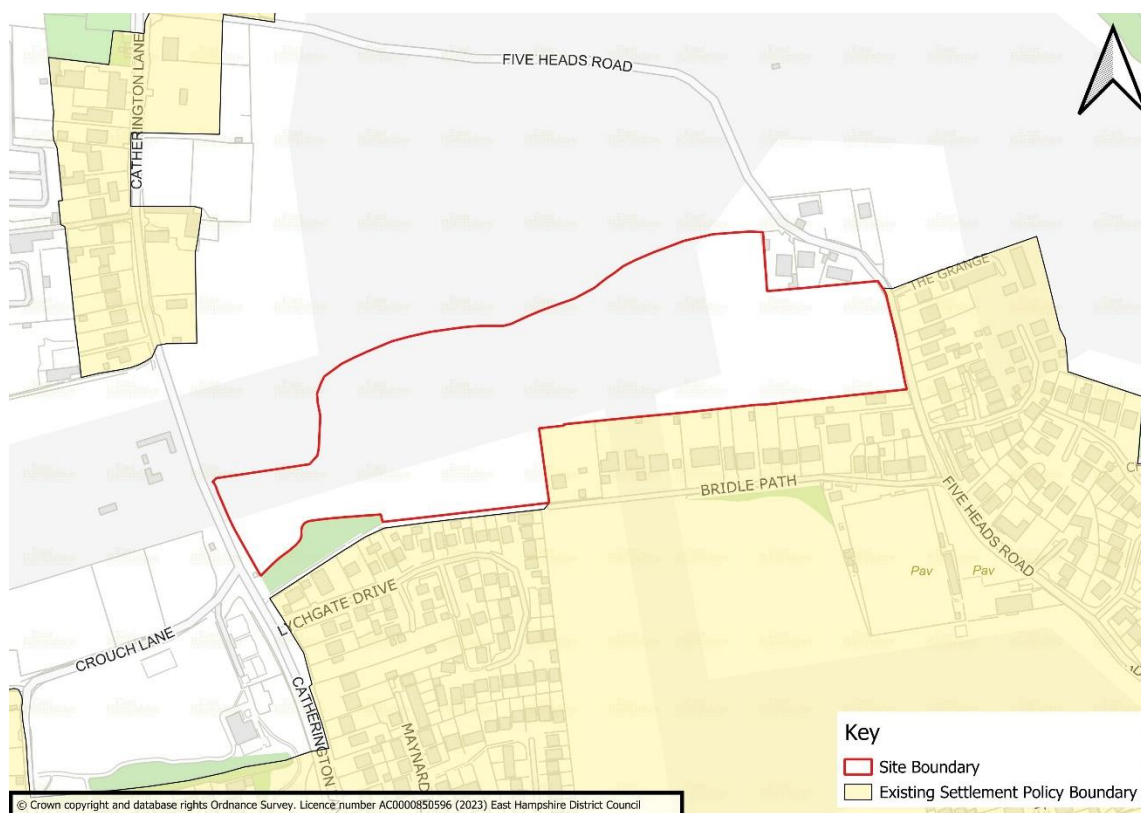 CATHERINGTON LANE
FIVE HEADS ROAD
THE GRANGE
BRIDLE PATH
FIVE HEADS ROAD
Pav
Pav
LYCHGATE DRIVE
CROUCH LANE
CATHERINGTON
MAYNARD
Key
Site Boundary
Existing Settlement Policy Boundary
© Crown copyright and database rights Ordnance Survey. Licence number AC0000850596 (2023) East Hampshire District Council